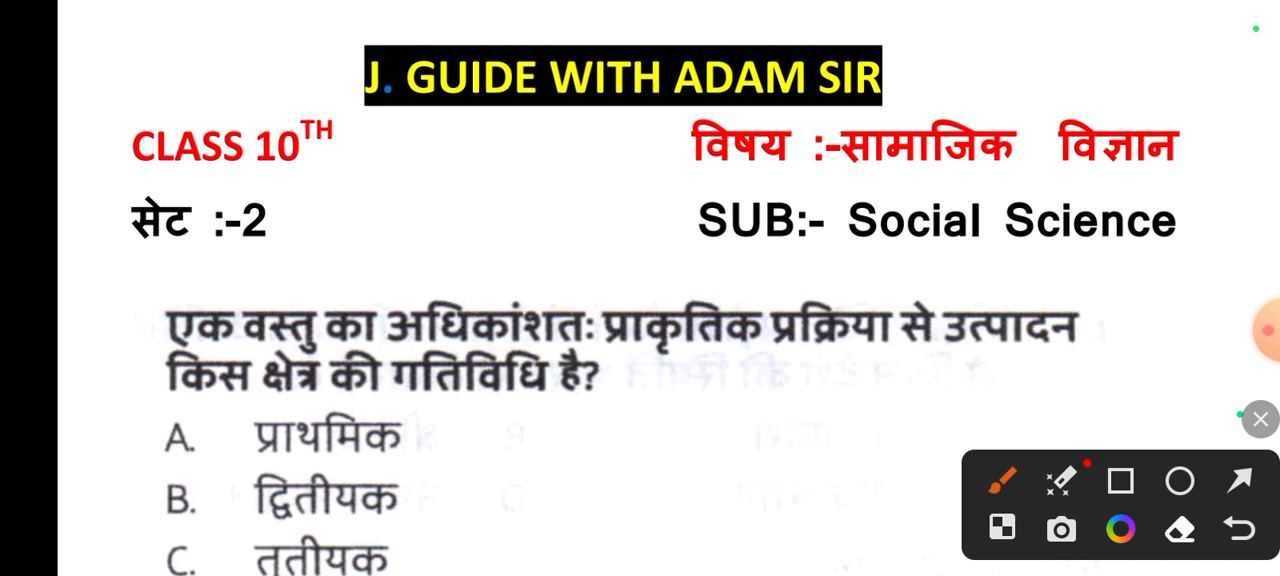 J. GUIDE WITH ADAM SIR
CLASS 10TH
विषय :-सामाजिक विज्ञान
सेट :-2
SUB:- Social Science
एक वस्तु का अधिकांशतः प्राकृतिक प्रक्रिया से उत्पादन
किस क्षेत्र की गतिविधि है?
A. प्राथमिक
B. द्वितीयक
C. तृतीयक